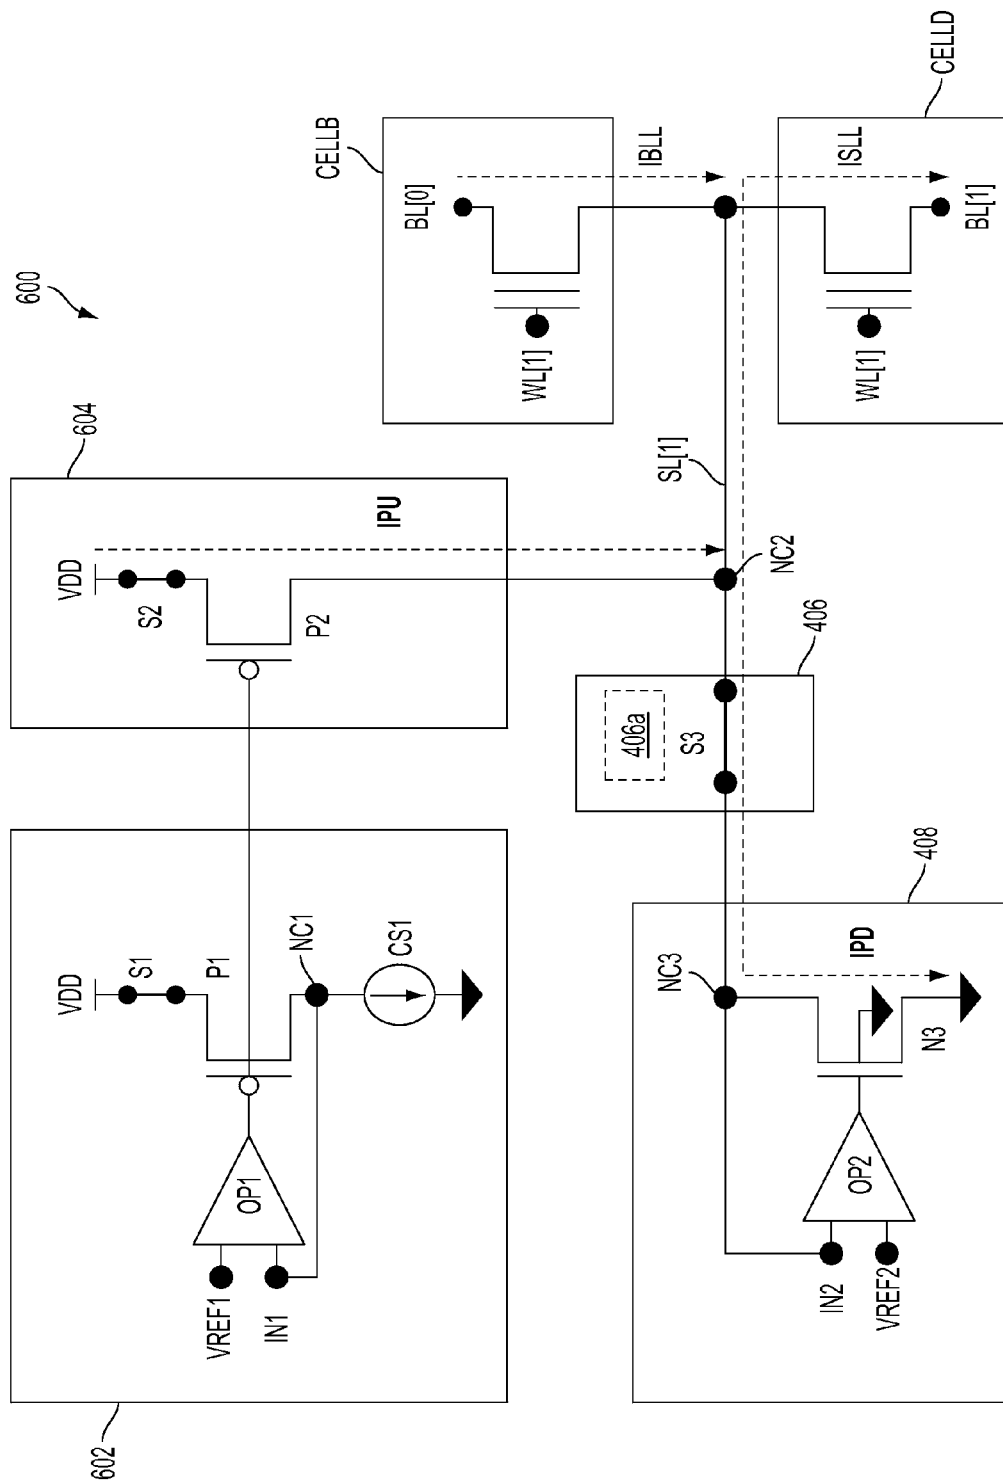 600
602
VDD
S1
P1
OP1
VREF1
IN1
NC1
CS1
604
VDD
S2
P2
IPU
CELLB
BL[0]
IBLL
WL[1]
CELLD
ISLL
BL[1]
WL[1]
SL[1]
NC2
406
406a
S3
408
NC3
IPD
N3
OP2
IN2
VREF2